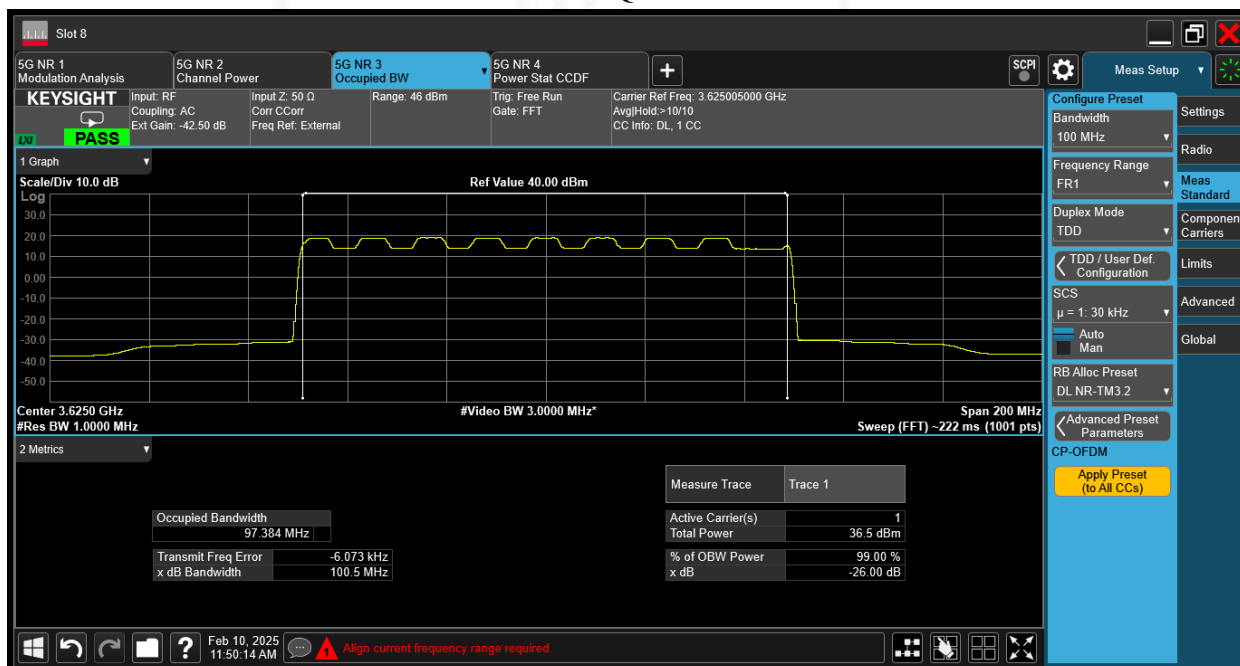 Slot 8
5G NR 1
Modulation Analysis
5G NR 2
Channel Power
5G NR 3
Occupied BW
5G NR 4
Power Stat CCDF
SCPI
Meas Setup
KEYSIGHT
LXI
PASS
Input: RF
Coupling: AC
Ext Gain: -42.50 dB
Input Z: 50 Ω
Corr CCorr
Freq Ref: External
Range: 46 dBm
Trig: Free Run
Gate: FFT
Carrier Ref Freq: 3.625005000 GHz
Avg|Hold:>10/10
CC Info: DL, 1 CC
1 Graph
Scale/Div 10.0 dB
Ref Value 40.00 dBm
Log
30.0
20.0
10.0
0.00
-10.0
-20.0
-30.0
-40.0
-50.0
Center 3.6250 GHz
#Video BW 3.0000 MHz*
Span 200 MHz
#Res BW 1.0000 MHz
Sweep (FFT) ~222 ms (1001 pts)
2 Metrics
Measure Trace Trace 1
Occupied Bandwidth
97.384 MHz
Active Carrier(s) 1
Total Power 36.5 dBm
Transmit Freq Error -6.073 kHz
x dB Bandwidth 100.5 MHz
% of OBW Power 99.00 %
x dB -26.00 dB
Configure Preset
Bandwidth
100 MHz
Frequency Range
FR1
Duplex Mode
TDD
TDD / User Def.
Configuration
SCS
µ = 1: 30 kHz
Auto
Man
RB Alloc Preset
DL NR-TM3.2
Advanced Preset
Parameters
CP-OFDM
Apply Preset
(to All CCs)
Settings
Radio
Meas
Standard
Componen
Carriers
Limits
Advanced
Global
?
Feb 10, 2025
11:50:14 AM
1
Align current frequency range required